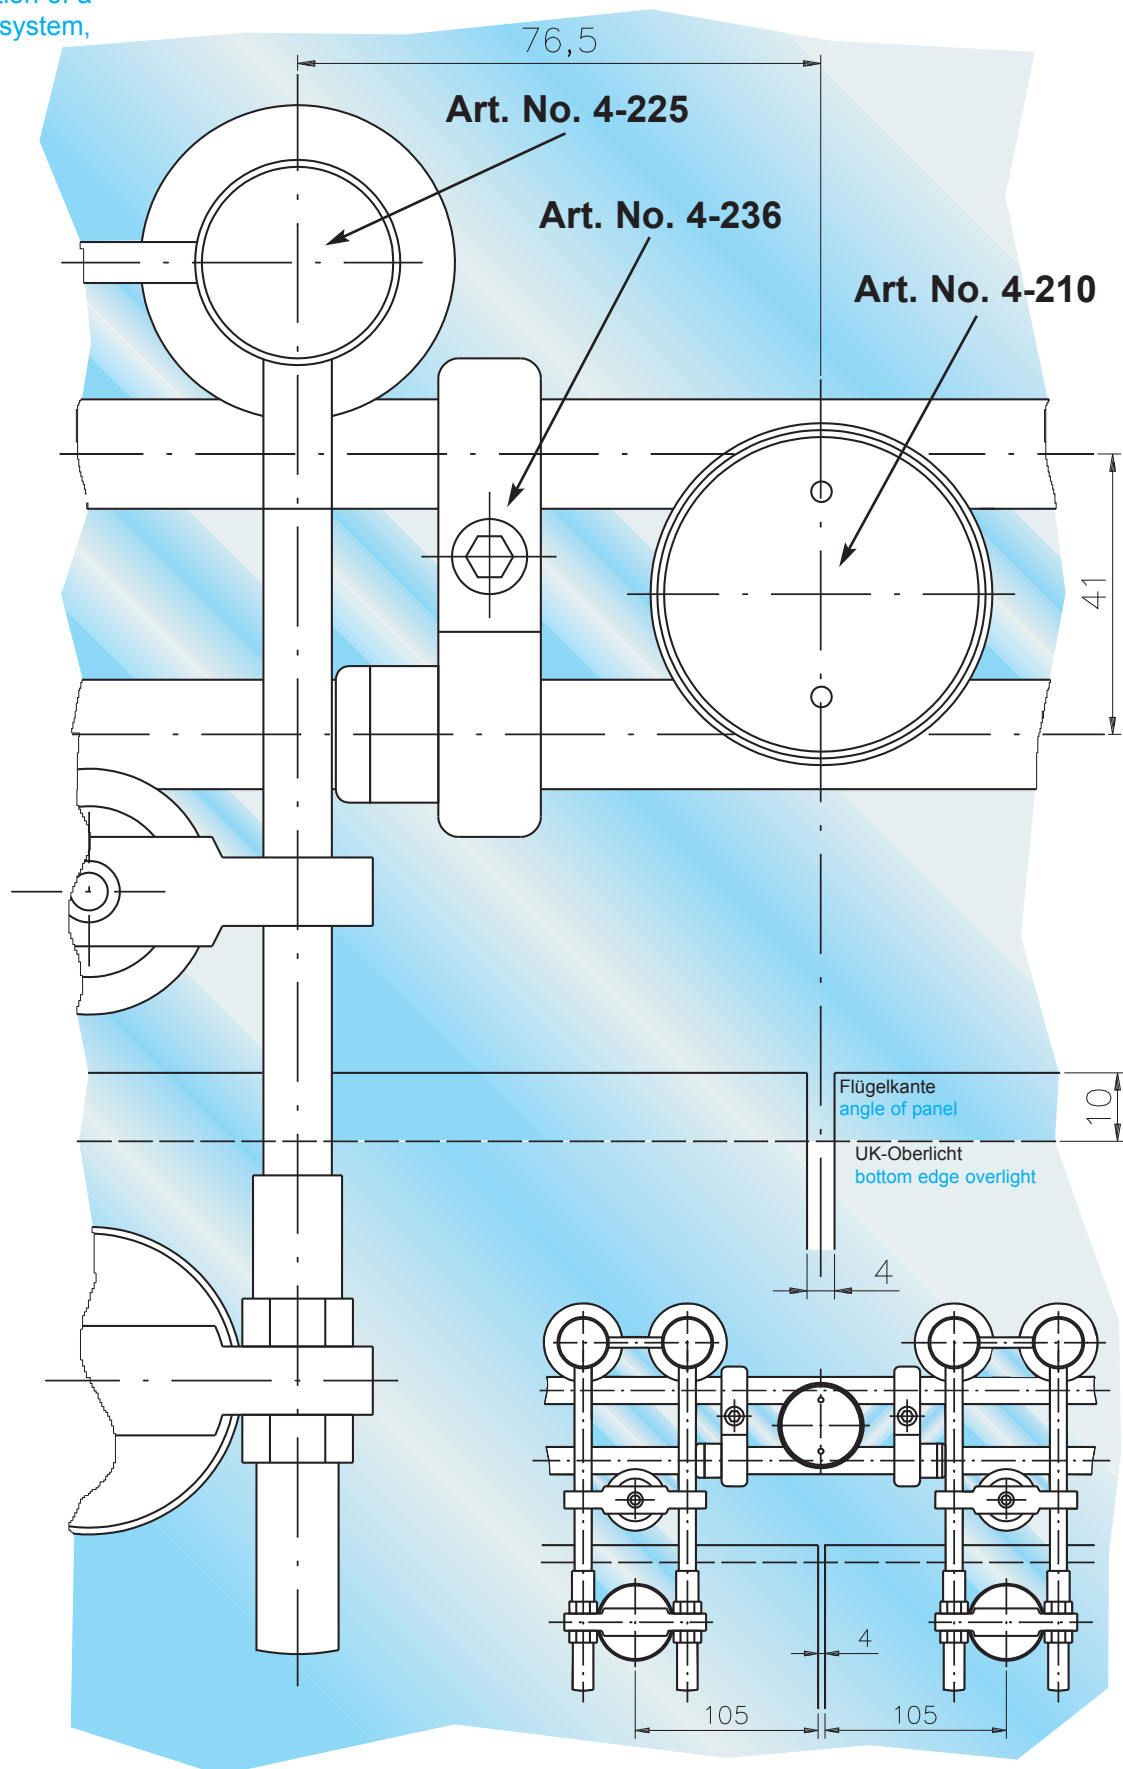 system,
76,5
Art. No. 4-225
Art. No. 4-236
Art. No. 4-210
41
Flügelkante
angle of panel
10
UK-Oberlicht
bottom edge overlight
4
4
105
105